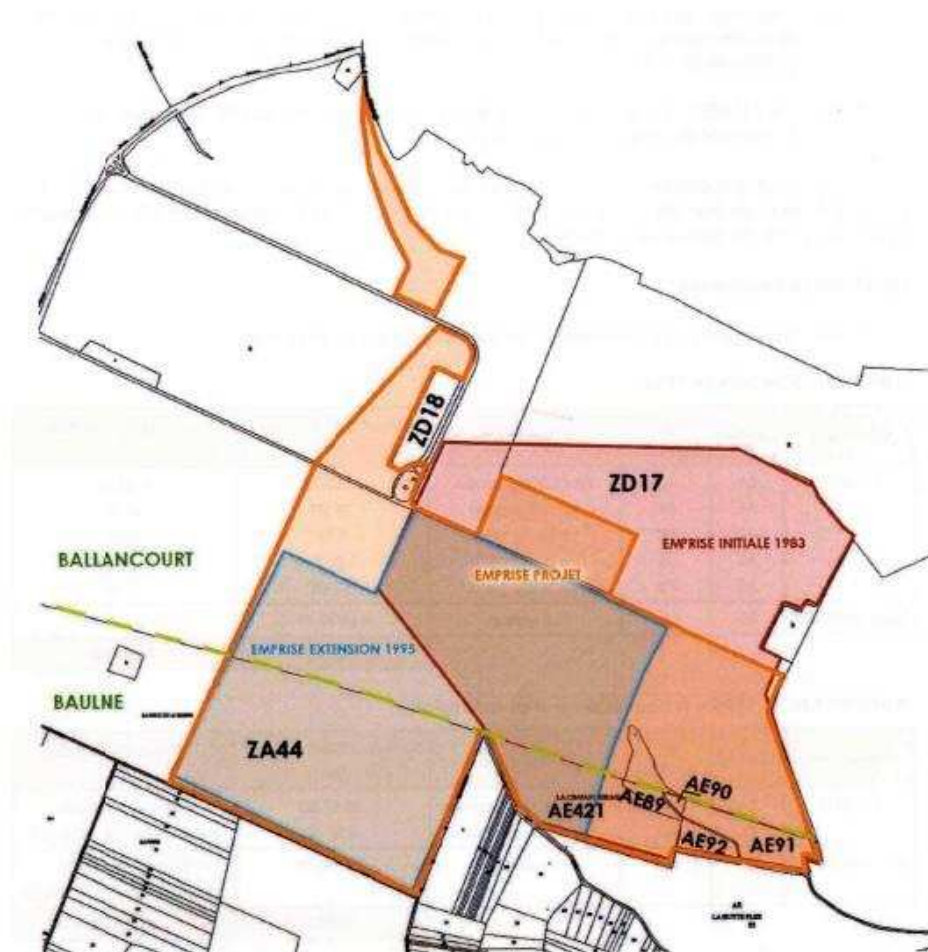 ZD18
ZD17
EMPRISE INITIALE 1983
BALLANCOURT
EMPRISE PROJET
EMPRISE EXTENSION 1995
BAULNE
ZA44
AE90
AE89
AE421
AE92
AE91